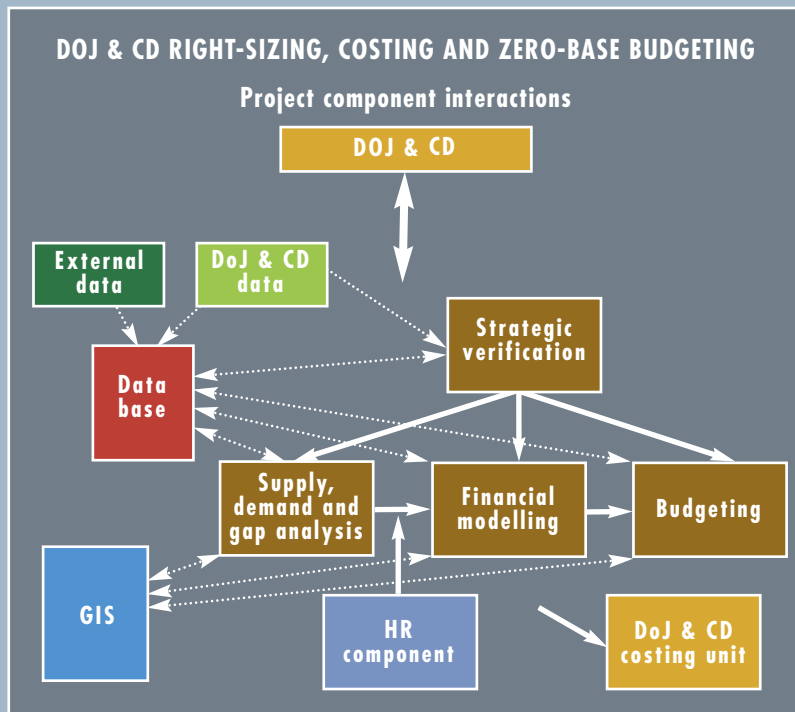 DOJ & CD RIGHT-SIZING, COSTING AND ZERO-BASE BUDGETING
Project component interactions
DOJ & CD
External
data
DoJ & CD
data
Strategic
verification
Data
base
Supply,
demand and
gap analysis
Financial
modelling
Budgeting
GIS
HR
component
DoJ & CD
costing unit